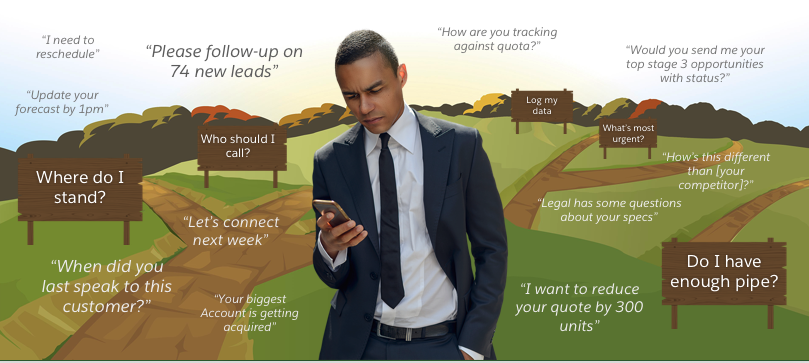 “I need to
reschedule”
“Please follow-up on
74 new leads”
“How are you tracking
against quota?”
“Would you send me your
top stage 3 opportunities
with status?”
“Update your
forecast by 1pm”
Log my
data
Who should I
call?
What’s most
urgent?
“How’s this different
than [your
competitor]?”
Where do I
stand?
“Legal has some questions
about your specs”
“Let’s connect
next week”
Do I have
enough pipe?
“When did you
last speak to this
customer?”
“Your biggest
Account is getting
acquired”
“I want to reduce
your quote by 300
units”